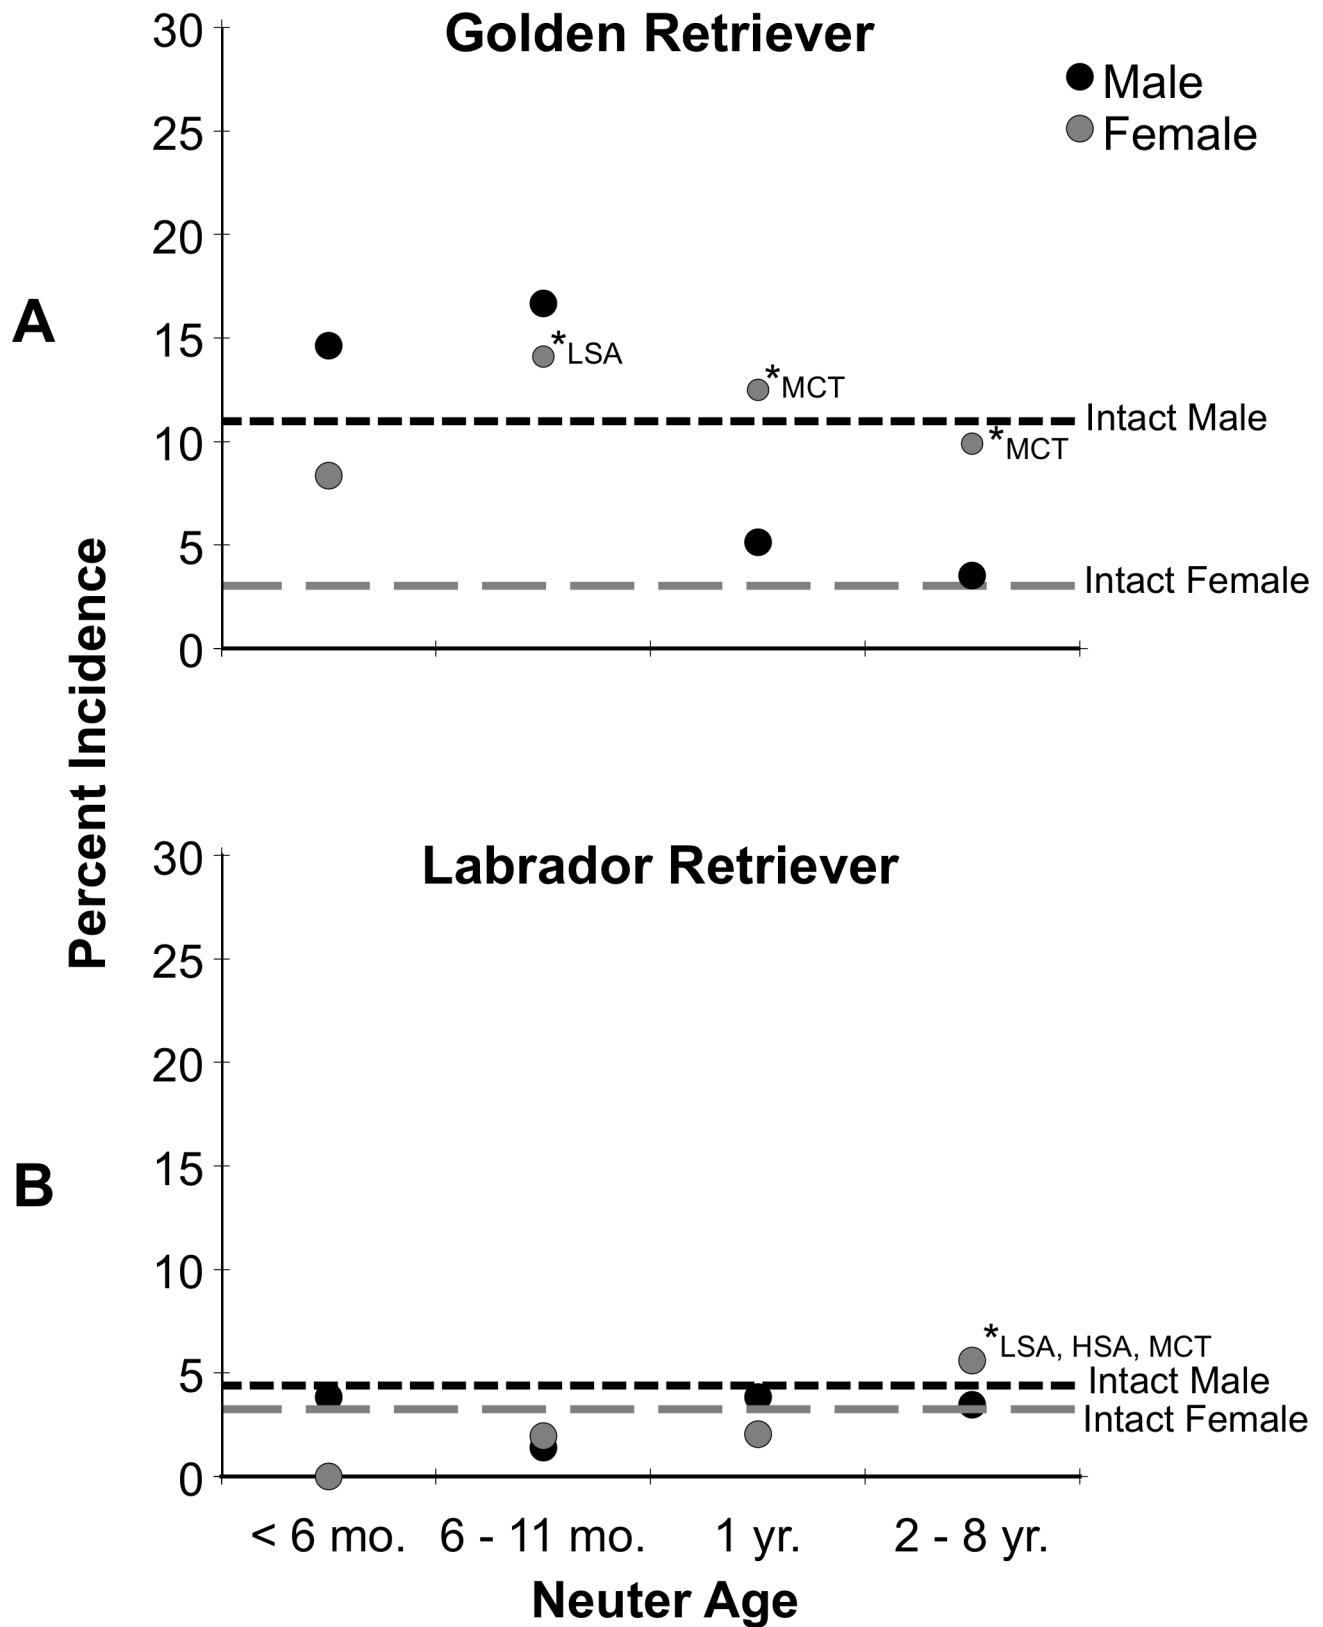 Golden Retriever
Male
Female
A
30
25
20
15
10
5
0
*LSA
*MCT
*MCT
Intact Male
Intact Female
Percent Incidence
Labrador Retriever
B
30
25
20
15
10
5
0
*LSA, HSA, MCT
Intact Male
Intact Female
< 6 mo. 6 - 11 mo. 1 yr. 2 - 8 yr.
Neuter Age